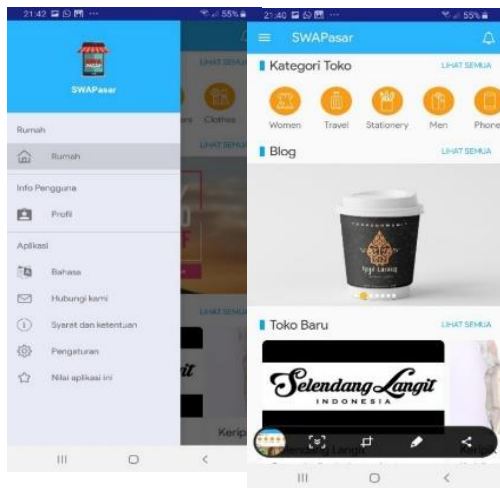 21:42
55%
SWAPasar
Rumah
Rumah
Info Pengguna
Profil
Aplikasi
Bahasa
Hubungi kami
Syarat dan ketentuan
Pengaturan
Nilai aplikasi ini
LIHAT SEMUA
Clothes
LIHAT SEMUA
LIHAT SEMUA
Kerip
21:40
55%
SWAPasar
Kategori Toko
LIHAT SEMUA
Women
Travel
Stationery
Men
Phone
Blog
LIHAT SEMUA
Toko Baru
LIHAT SEMUA
Selendang Langit
INDONESIA